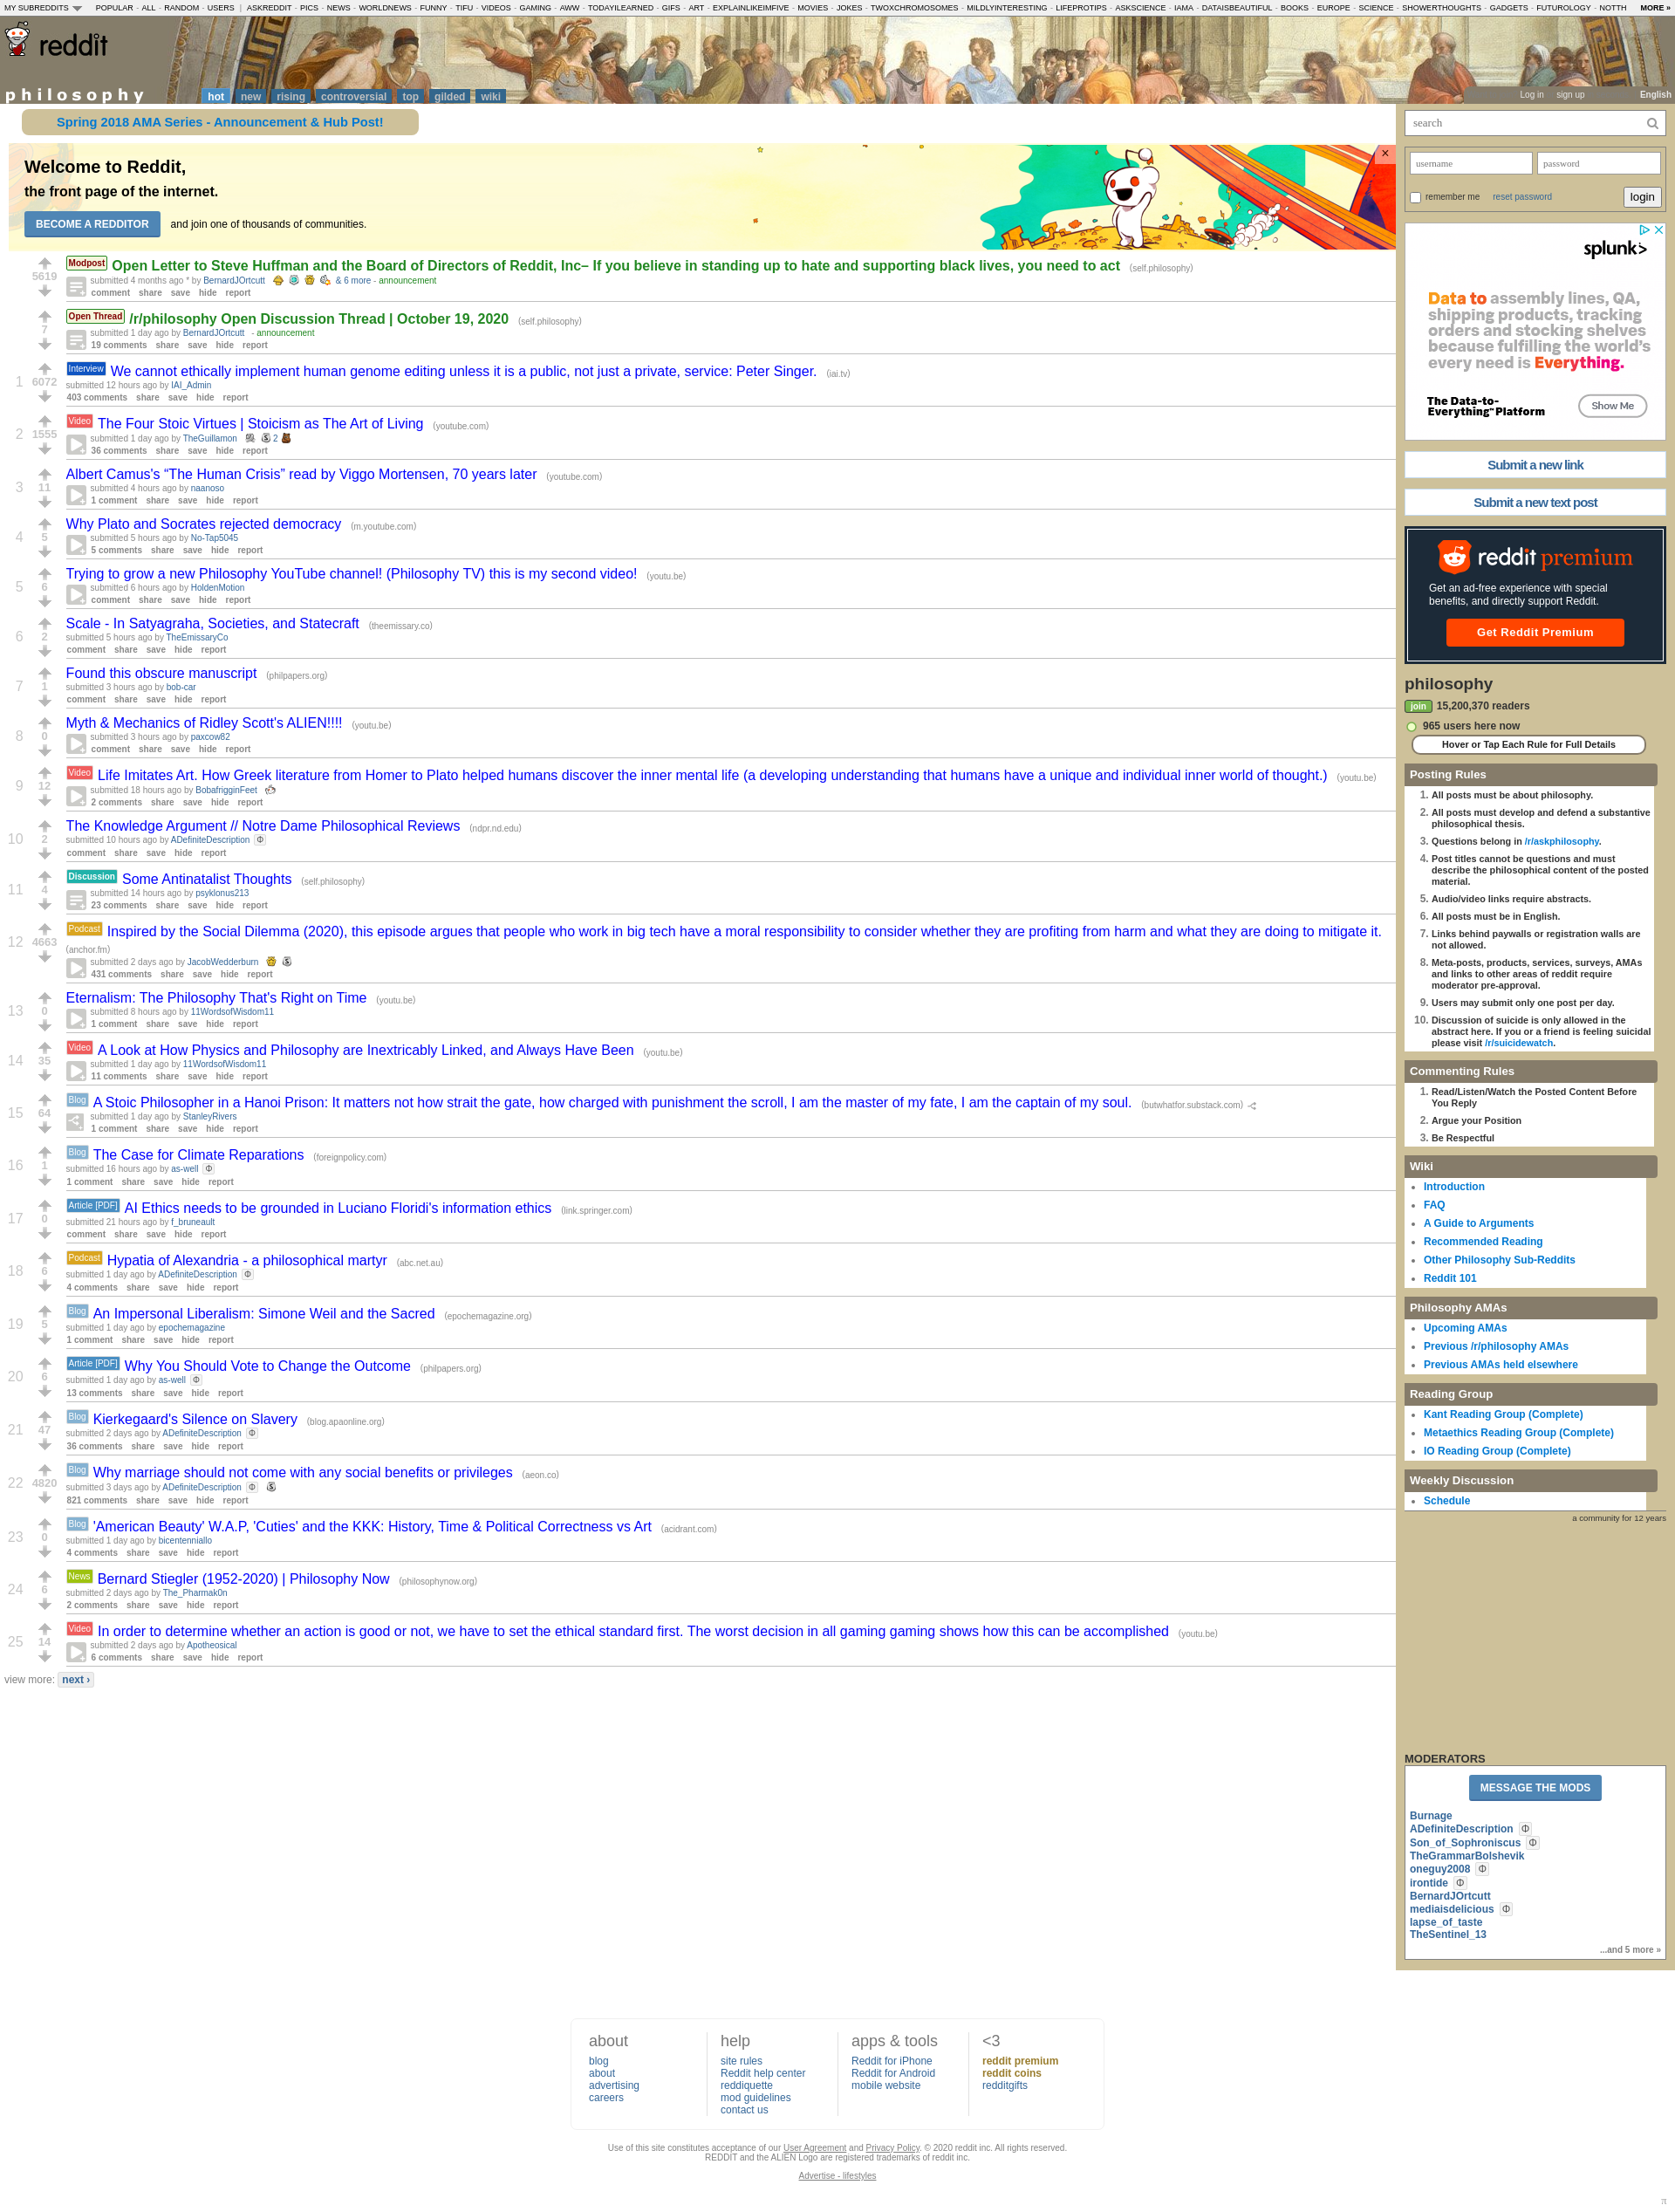 MY SUBREDDITS POPULAR - ALL - RANDOM - USERS | ASKREDDIT - PICS - NEWS - WORLDNEWS - FUNNY - TIFU - VIDEOS - GAMING - AWW - TODAYILEARNED - GIFS - ART - EXPLAINLIKEIMFIVE - MOVIES - JOKES - TWOXCHROMOSOMES - MILDLYINTERESTING - LIFEPROTIPS - ASKSCIENCE - IAMA - DATAISBEAUTIFUL - BOOKS - EUROPE - SCIENCE - SHOWERTHOUGHTS - GADGETS - FUTUROLOGY - NOTTH MORE »
reddit
philosophy hot new rising controversial top gilded wiki
Log in sign up English
Spring 2018 AMA Series - Announcement & Hub Post!
Welcome to Reddit,
the front page of the internet.
BECOME A REDDITOR and join one of thousands of communities.
×
5619
Modpost Open Letter to Steve Huffman and the Board of Directors of Reddit, Inc– If you believe in standing up to hate and supporting black lives, you need to act (self.philosophy)
submitted 4 months ago * by BernardJOrtcutt & 6 more - announcement
comment share save hide report
7
Open Thread /r/philosophy Open Discussion Thread | October 19, 2020 (self.philosophy)
submitted 1 day ago by BernardJOrtcutt - announcement
19 comments share save hide report
1 6072
Interview We cannot ethically implement human genome editing unless it is a public, not just a private, service: Peter Singer. (iai.tv)
submitted 12 hours ago by IAI_Admin
403 comments share save hide report
2 1555
Video The Four Stoic Virtues | Stoicism as The Art of Living (youtube.com)
submitted 1 day ago by TheGuillamon 2
36 comments share save hide report
3 11
Albert Camus's “The Human Crisis” read by Viggo Mortensen, 70 years later (youtube.com)
submitted 4 hours ago by naanoso
1 comment share save hide report
4 5
Why Plato and Socrates rejected democracy (m.youtube.com)
submitted 5 hours ago by No-Tap5045
5 comments share save hide report
5 6
Trying to grow a new Philosophy YouTube channel! (Philosophy TV) this is my second video! (youtu.be)
submitted 6 hours ago by HoldenMotion
comment share save hide report
6 2
Scale - In Satyagraha, Societies, and Statecraft (theemissary.co)
submitted 5 hours ago by TheEmissaryCo
comment share save hide report
7 1
Found this obscure manuscript (philpapers.org)
submitted 3 hours ago by bob-car
comment share save hide report
8 0
Myth & Mechanics of Ridley Scott's ALIEN!!!! (youtu.be)
submitted 3 hours ago by paxcow82
comment share save hide report
9 12
Video Life Imitates Art. How Greek literature from Homer to Plato helped humans discover the inner mental life (a developing understanding that humans have a unique and individual inner world of thought.) (youtu.be)
submitted 18 hours ago by BobafrigginFeet
2 comments share save hide report
10 2
The Knowledge Argument // Notre Dame Philosophical Reviews (ndpr.nd.edu)
submitted 10 hours ago by ADefiniteDescription Φ
comment share save hide report
11 4
Discussion Some Antinatalist Thoughts (self.philosophy)
submitted 14 hours ago by psyklonus213
23 comments share save hide report
12 4663
Podcast Inspired by the Social Dilemma (2020), this episode argues that people who work in big tech have a moral responsibility to consider whether they are profiting from harm and what they are doing to mitigate it.
(anchor.fm)
submitted 2 days ago by JacobWedderburn
431 comments share save hide report
13 0
Eternalism: The Philosophy That's Right on Time (youtu.be)
submitted 8 hours ago by 11WordsofWisdom11
1 comment share save hide report
14 35
Video A Look at How Physics and Philosophy are Inextricably Linked, and Always Have Been (youtu.be)
submitted 1 day ago by 11WordsofWisdom11
11 comments share save hide report
15 64
Blog A Stoic Philosopher in a Hanoi Prison: It matters not how strait the gate, how charged with punishment the scroll, I am the master of my fate, I am the captain of my soul. (butwhatfor.substack.com)
submitted 1 day ago by StanleyRivers
1 comment share save hide report
16 1
Blog The Case for Climate Reparations (foreignpolicy.com)
submitted 16 hours ago by as-well Φ
1 comment share save hide report
17 0
Article [PDF] AI Ethics needs to be grounded in Luciano Floridi's information ethics (link.springer.com)
submitted 21 hours ago by f_bruneault
comment share save hide report
18 6
Podcast Hypatia of Alexandria - a philosophical martyr (abc.net.au)
submitted 1 day ago by ADefiniteDescription Φ
4 comments share save hide report
19 5
Blog An Impersonal Liberalism: Simone Weil and the Sacred (epochemagazine.org)
submitted 1 day ago by epochemagazine
1 comment share save hide report
20 6
Article [PDF] Why You Should Vote to Change the Outcome (philpapers.org)
submitted 1 day ago by as-well Φ
13 comments share save hide report
21 47
Blog Kierkegaard's Silence on Slavery (blog.apaonline.org)
submitted 2 days ago by ADefiniteDescription Φ
36 comments share save hide report
22 4820
Blog Why marriage should not come with any social benefits or privileges (aeon.co)
submitted 3 days ago by ADefiniteDescription Φ
821 comments share save hide report
23 0
Blog 'American Beauty' W.A.P, 'Cuties' and the KKK: History, Time & Political Correctness vs Art (acidrant.com)
submitted 1 day ago by bicentenniallo
4 comments share save hide report
24 6
News Bernard Stiegler (1952-2020) | Philosophy Now (philosophynow.org)
submitted 2 days ago by The_Pharmak0n
2 comments share save hide report
25 14
Video In order to determine whether an action is good or not, we have to set the ethical standard first. The worst decision in all gaming gaming shows how this can be accomplished (youtu.be)
submitted 2 days ago by Apotheosical
6 comments share save hide report
view more: next ›
search
username password
remember me reset password login
splunk>
Data to assembly lines, QA,
shipping products, tracking
orders and stocking shelves
because fulfilling the world’s
every need is Everything.
The Data-to-
Everything™ Platform
Show Me
Submit a new link
Submit a new text post
reddit premium
Get an ad-free experience with special
benefits, and directly support Reddit.
Get Reddit Premium
philosophy
join 15,200,370 readers
965 users here now
Hover or Tap Each Rule for Full Details
Posting Rules
1. All posts must be about philosophy.
2. All posts must develop and defend a substantive
philosophical thesis.
3. Questions belong in /r/askphilosophy.
4. Post titles cannot be questions and must
describe the philosophical content of the posted
material.
5. Audio/video links require abstracts.
6. All posts must be in English.
7. Links behind paywalls or registration walls are
not allowed.
8. Meta-posts, products, services, surveys, AMAs
and links to other areas of reddit require
moderator pre-approval.
9. Users may submit only one post per day.
10. Discussion of suicide is only allowed in the
abstract here. If you or a friend is feeling suicidal
please visit /r/suicidewatch.
Commenting Rules
1. Read/Listen/Watch the Posted Content Before
You Reply
2. Argue your Position
3. Be Respectful
Wiki
Introduction
FAQ
A Guide to Arguments
Recommended Reading
Other Philosophy Sub-Reddits
Reddit 101
Philosophy AMAs
Upcoming AMAs
Previous /r/philosophy AMAs
Previous AMAs held elsewhere
Reading Group
Kant Reading Group (Complete)
Metaethics Reading Group (Complete)
IO Reading Group (Complete)
Weekly Discussion
Schedule
a community for 12 years
MODERATORS
MESSAGE THE MODS
Burnage
ADefiniteDescription Φ
Son_of_Sophroniscus Φ
TheGrammarBolshevik
oneguy2008 Φ
irontide Φ
BernardJOrtcutt
mediaisdelicious Φ
lapse_of_taste
TheSentinel_13
...and 5 more »
about
blog
about
advertising
careers
help
site rules
Reddit help center
reddiquette
mod guidelines
contact us
apps & tools
Reddit for iPhone
Reddit for Android
mobile website
<3
reddit premium
reddit coins
redditgifts
Use of this site constitutes acceptance of our User Agreement and Privacy Policy. © 2020 reddit inc. All rights reserved.
REDDIT and the ALIEN Logo are registered trademarks of reddit inc.
Advertise - lifestyles
π